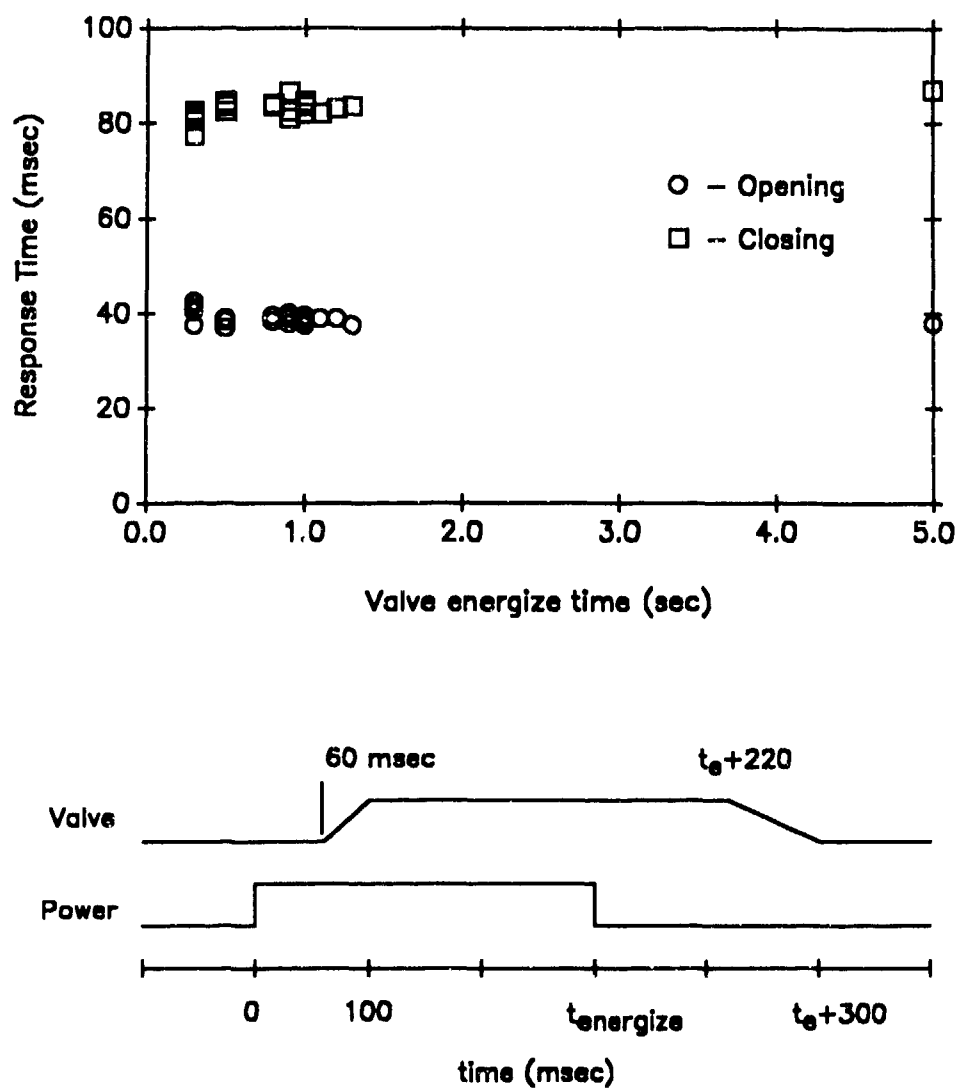 100
80
60
40
20
0
Response Time (msec)
○ – Opening
□ – Closing
0.0 1.0 2.0 3.0 4.0 5.0
Valve energize time (sec)
60 msec
te+220
Valve
Power
0 100 tenergize te+300
time (msec)